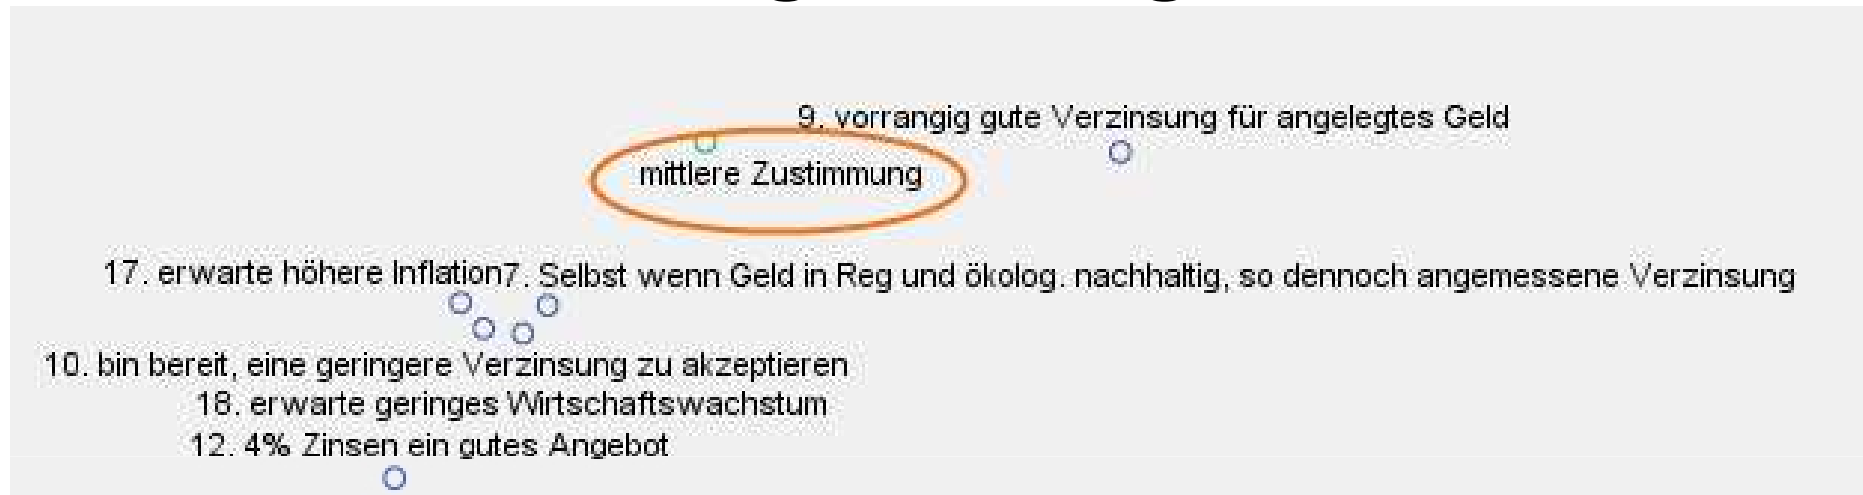 9. vorrangig gute Verzinsung für angelegtes Geld
mittlere Zustimmung
17. erwarte höhere Inflation
7. Selbst wenn Geld in Reg und ökolog. nachhaltig, so dennoch angemessene Verzinsung
10. bin bereit, eine geringere Verzinsung zu akzeptieren
18. erwarte geringes Wirtschaftswachstum
12. 4% Zinsen ein gutes Angebot